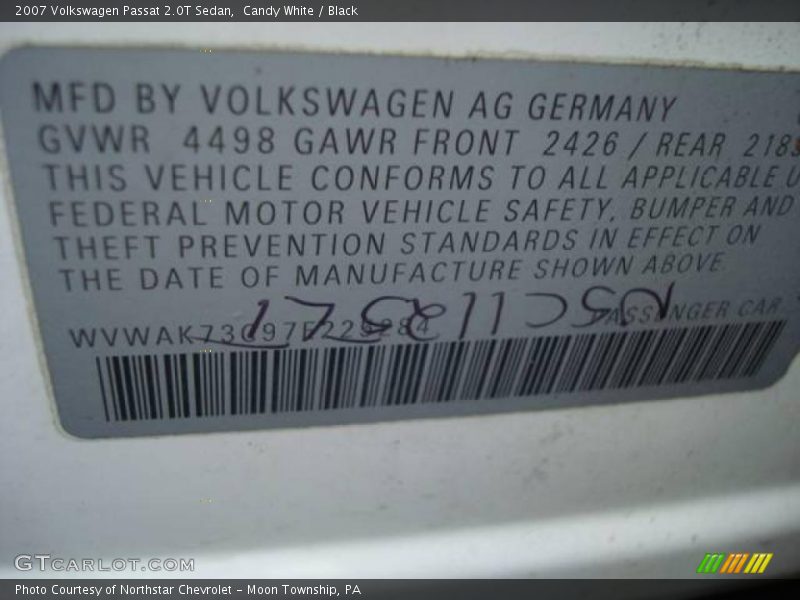 2007 Volkswagen Passat 2.0T Sedan, Candy White / Black
MFD BY VOLKSWAGEN AG GERMANY
GVWR 4498 GAWR FRONT 2426 / REAR 218
THIS VEHICLE CONFORMS TO ALL APPLICABLE U
FEDERAL MOTOR VEHICLE SAFETY, BUMPER AND
THEFT PREVENTION STANDARDS IN EFFECT ON
THE DATE OF MANUFACTURE SHOWN ABOVE
PASSENGER CAR
GTCARLOT.COM
Photo Courtesy of Northstar Chevrolet - Moon Township, PA